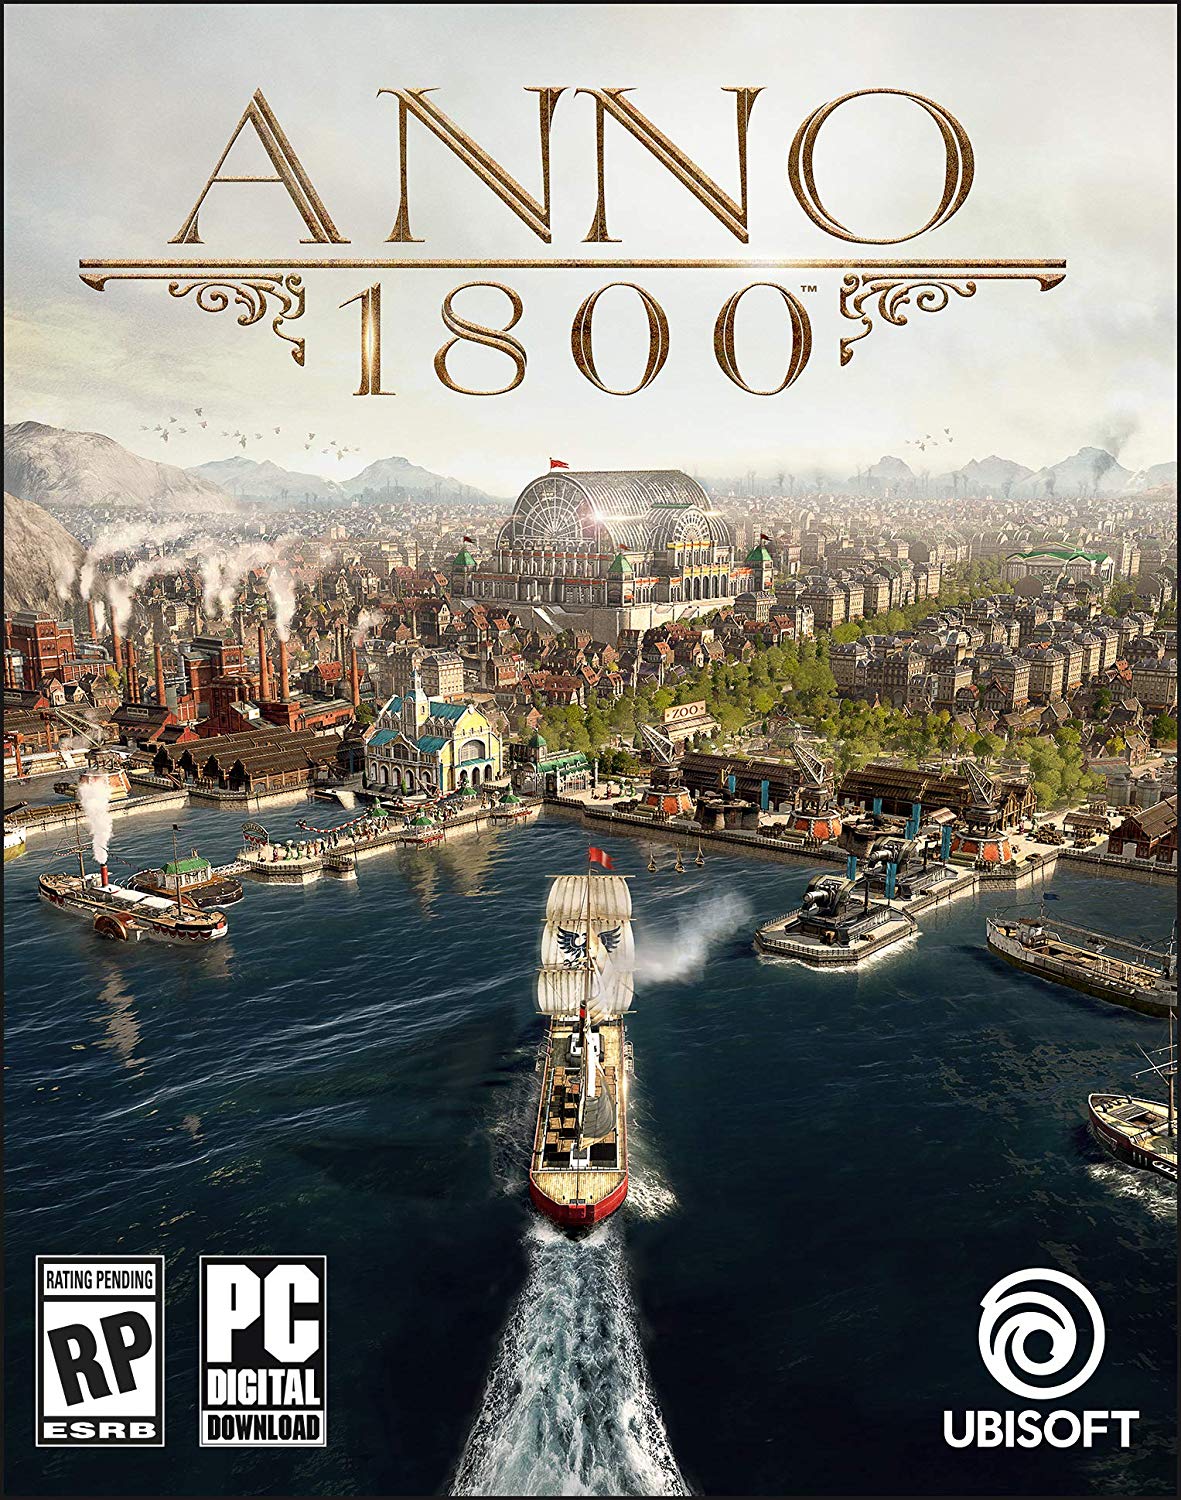 ANNO
1800™
ZOO
RATING PENDING
RP
ESRB
PC
DIGITAL
DOWNLOAD
UBISOFT